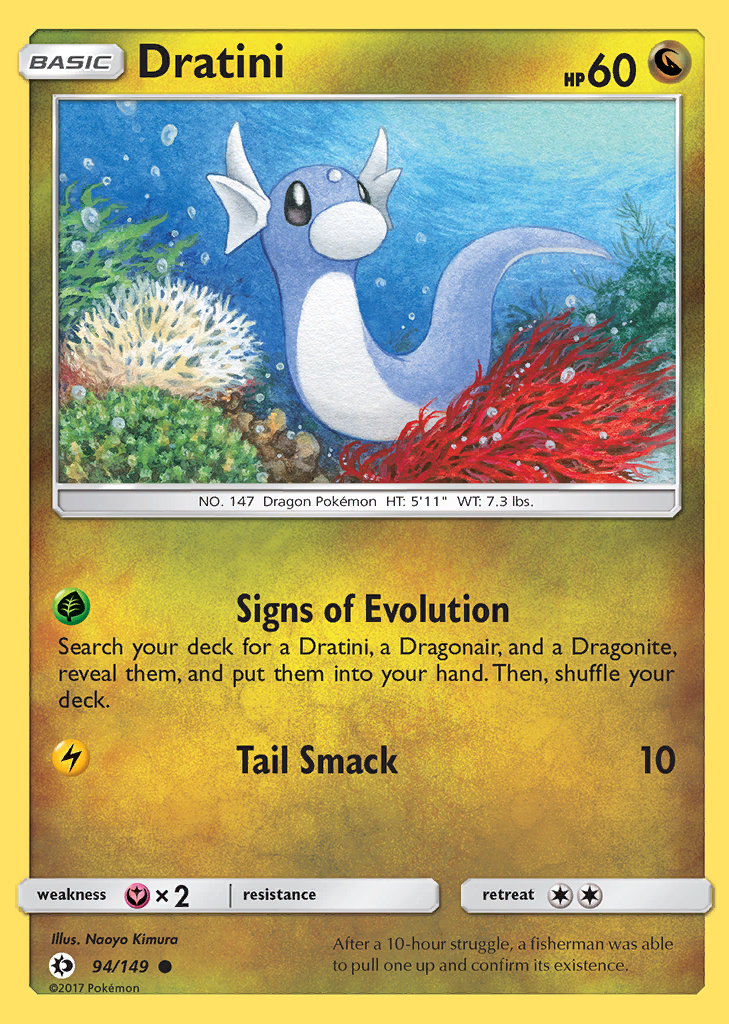 BASIC
Dratini
HP60
NO. 147 Dragon Pokémon HT: 5'11" WT: 7.3 lbs.
Signs of Evolution
Search your deck for a Dratini, a Dragonair, and a Dragonite,
reveal them, and put them into your hand. Then, shuffle your
deck.
Tail Smack 10
weakness × 2
resistance
retreat
Illus. Naoyo Kimura
94/149
©2017 Pokémon
After a 10-hour struggle, a fisherman was able
to pull one up and confirm its existence.